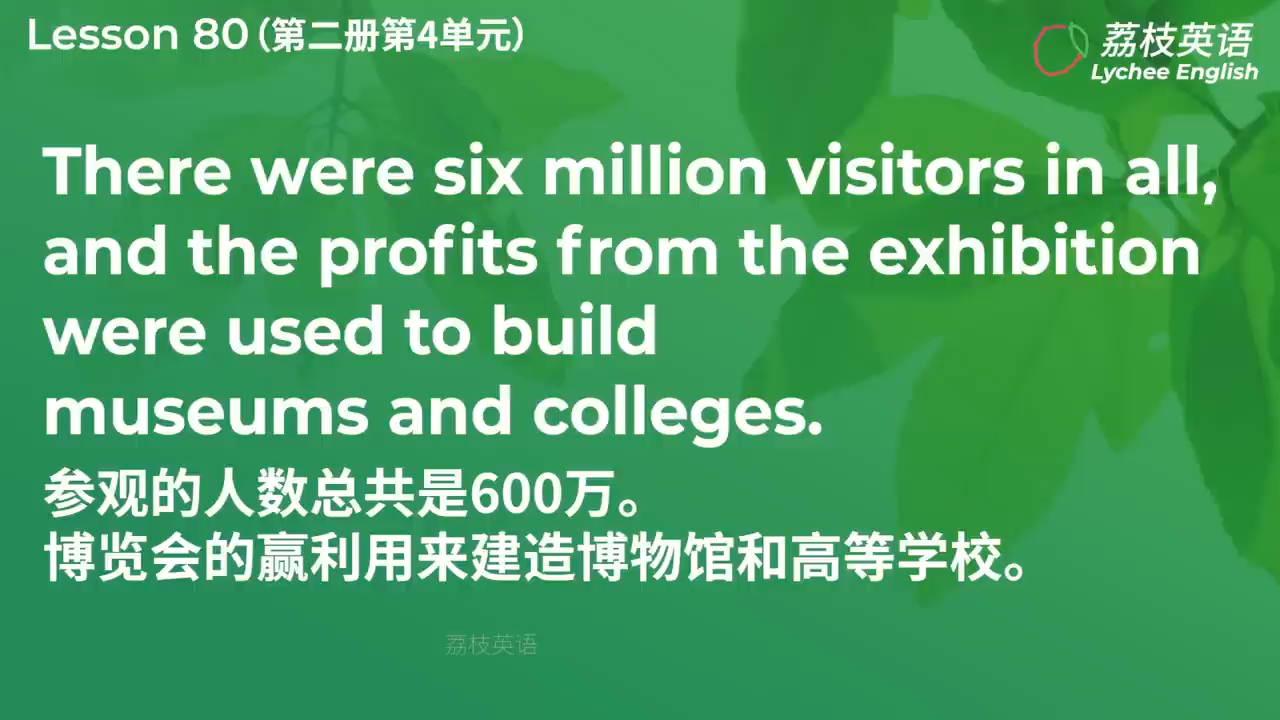 Lesson 80（第二册第4单元）
荔枝英语
Lychee English
There were six million visitors in all,
and the profits from the exhibition
were used to build
museums and colleges.
参观的人数总共是600万。
博览会的赢利用来建造博物馆和高等学校。
荔枝英语